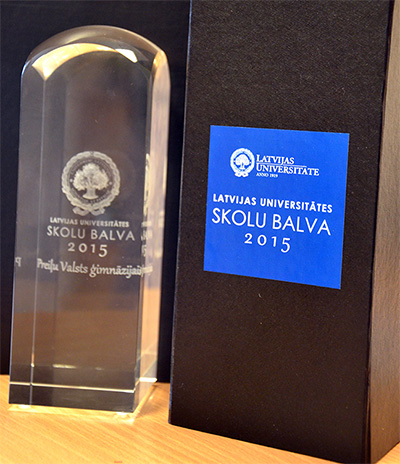 LATVIJAS UNIVERSITĀTES
SKOLU BALVA
2015
Preiļu Valsts ģimnāzijai
LATVIJAS
UNIVERSITĀTE
ANNO 1919
LATVIJAS UNIVERSITĀTES
SKOLU BALVA
2015